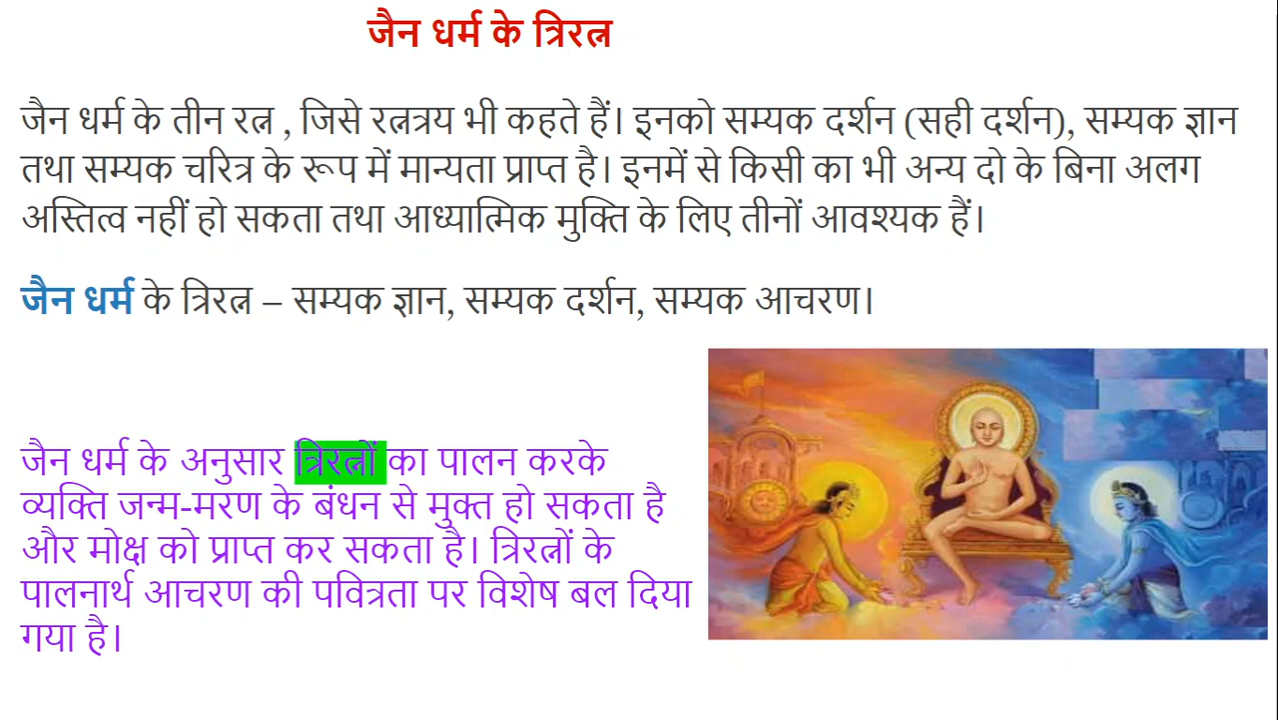 जैन धर्म के त्रिरत्न
जैन धर्म के तीन रत्न , जिसे रत्नत्रय भी कहते हैं। इनको सम्यक दर्शन (सही दर्शन), सम्यक ज्ञान
तथा सम्यक चरित्र के रूप में मान्यता प्राप्त है। इनमें से किसी का भी अन्य दो के बिना अलग
अस्तित्व नहीं हो सकता तथा आध्यात्मिक मुक्ति के लिए तीनों आवश्यक हैं।
जैन धर्म के त्रिरत्न – सम्यक ज्ञान, सम्यक दर्शन, सम्यक आचरण।
जैन धर्म के अनुसार त्रिरत्नों का पालन करके
व्यक्ति जन्म-मरण के बंधन से मुक्त हो सकता है
और मोक्ष को प्राप्त कर सकता है। त्रिरत्नों के
पालनार्थ आचरण की पवित्रता पर विशेष बल दिया
गया है।